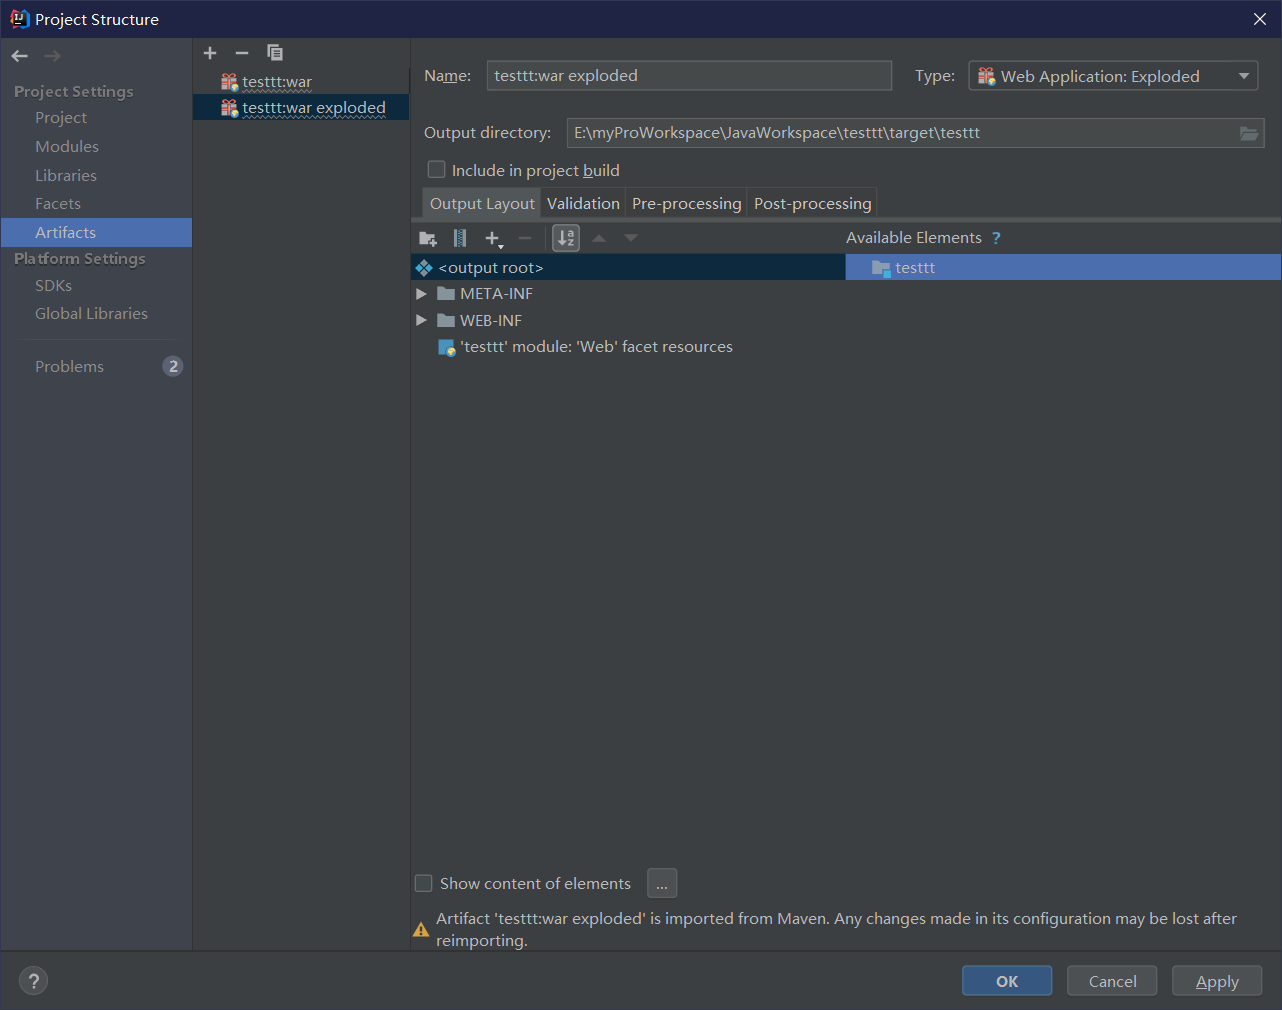 Project Structure
Project Settings
Project
Modules
Libraries
Facets
Artifacts
Platform Settings
SDKs
Global Libraries
Problems 2
testtt:war
testtt:war exploded
Name: testtt:war exploded Type: Web Application: Exploded
Output directory: E:\myProWorkspace\JavaWorkspace\testtt\target\testtt
Include in project build
Output Layout Validation Pre-processing Post-processing
Available Elements ?
<output root>
testtt
META-INF
WEB-INF
'testtt' module: 'Web' facet resources
Show content of elements ...
Artifact 'testtt:war exploded' is imported from Maven. Any changes made in its configuration may be lost after
reimporting.
? OK Cancel Apply